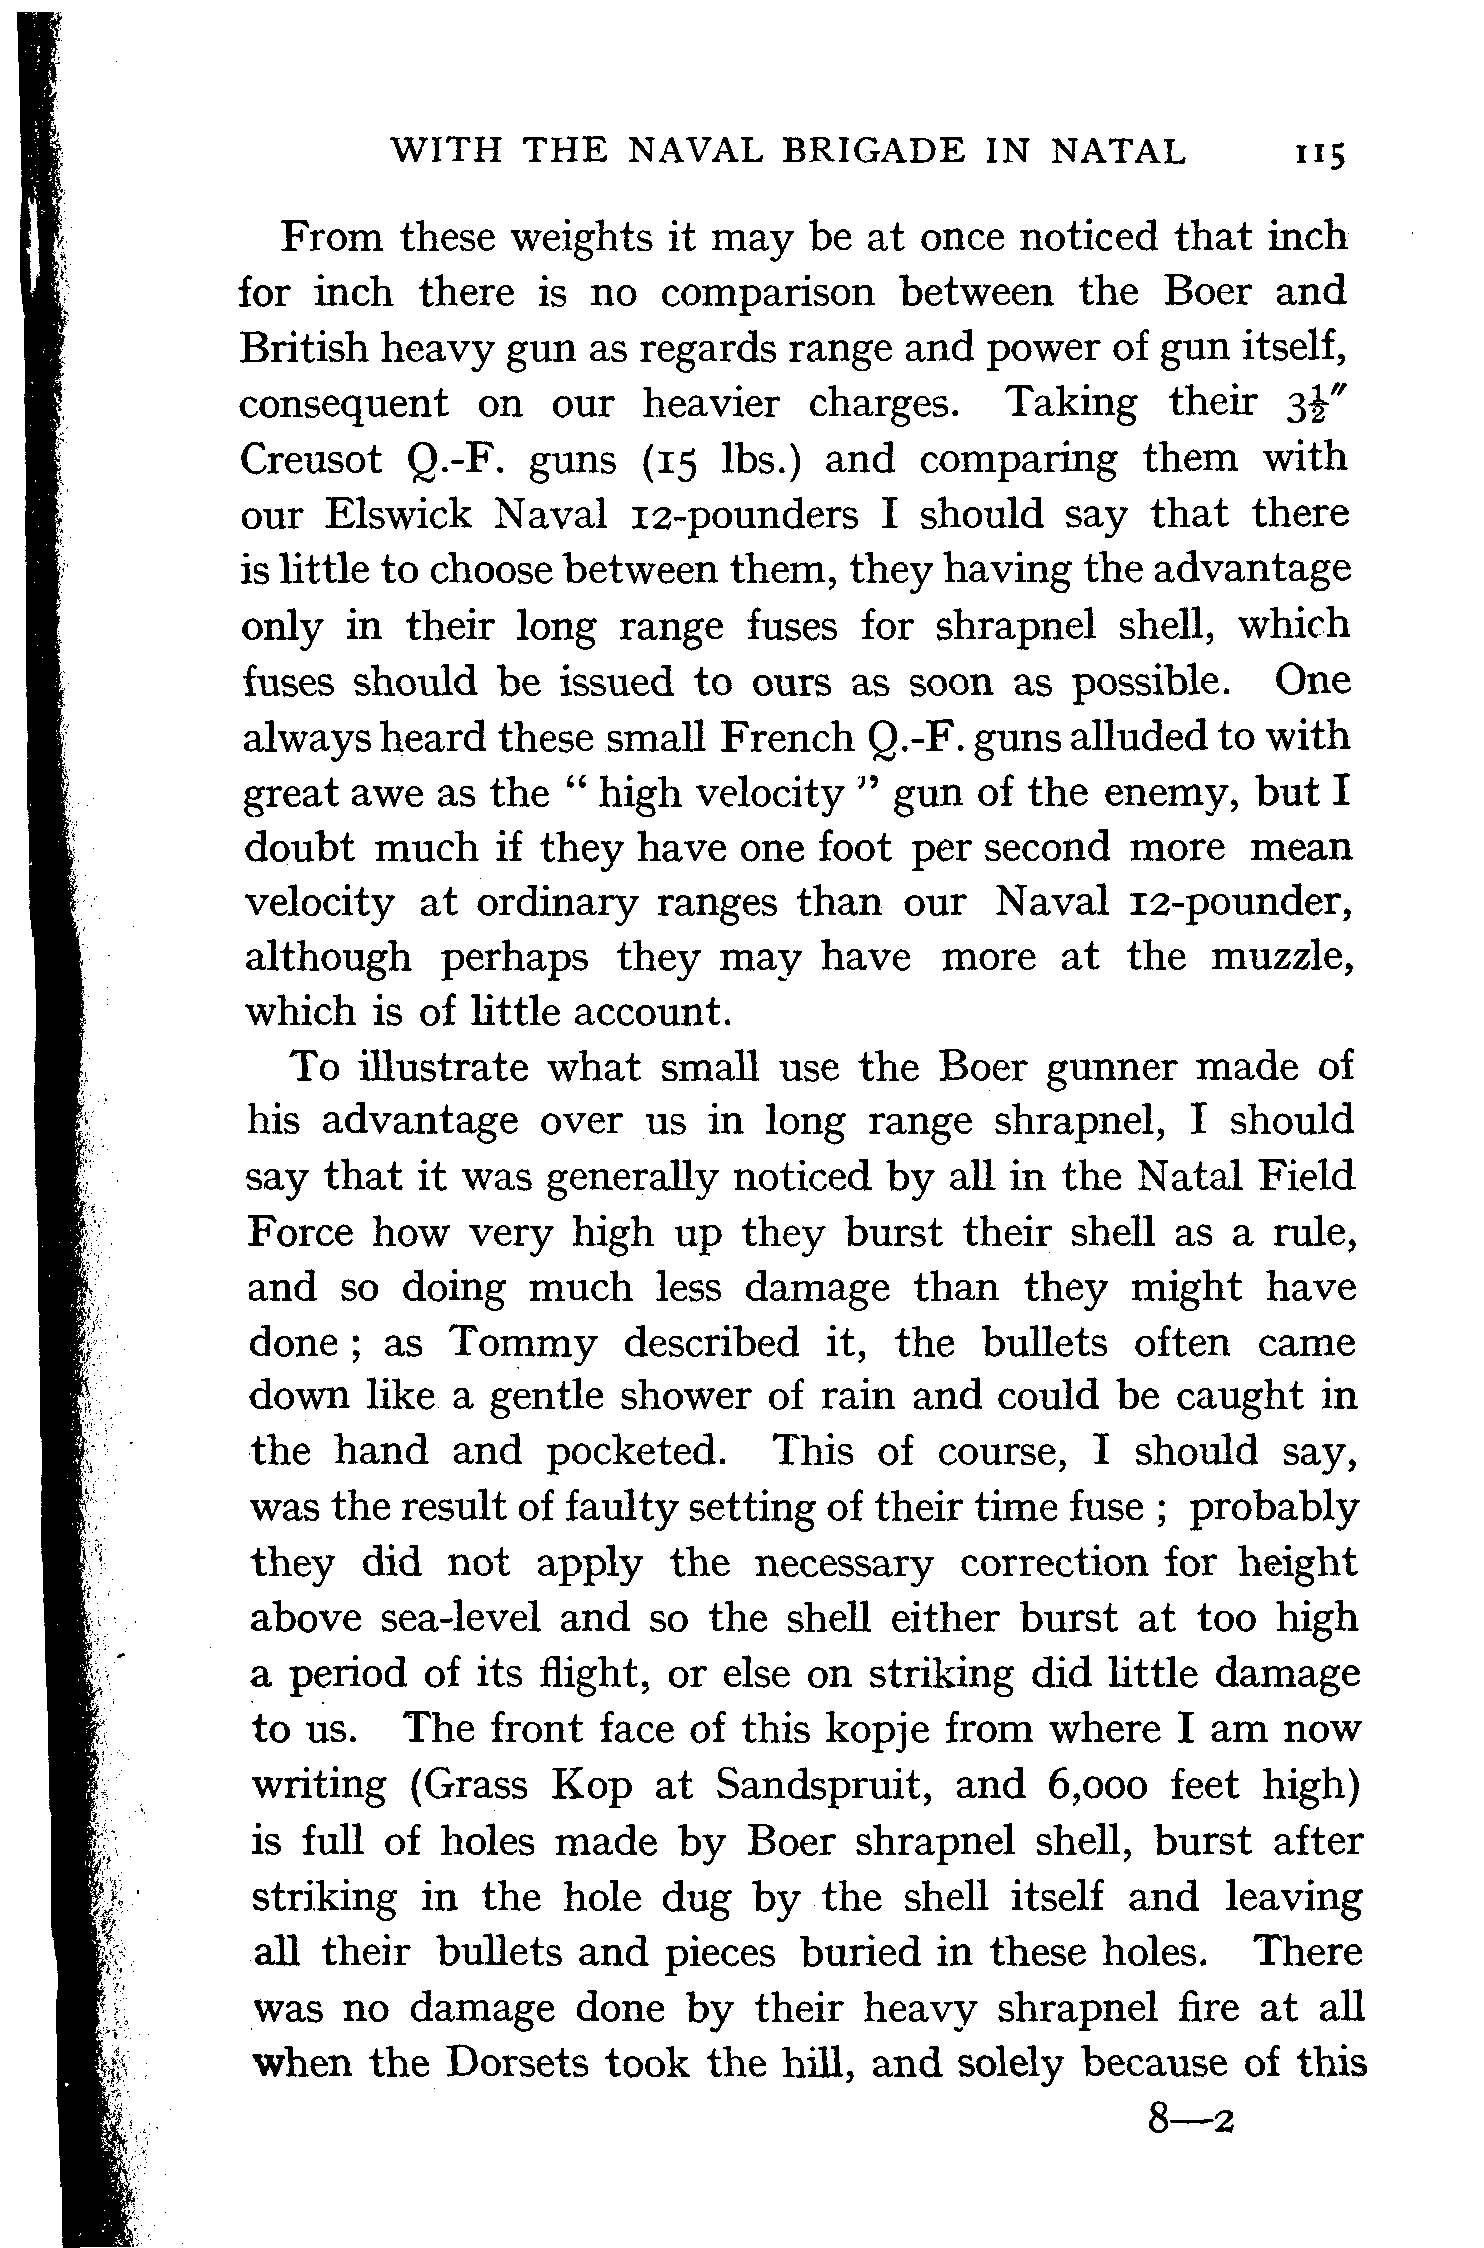 WITH THE NAVAL BRIGADE IN NATAL 115
From these weights it may be at once noticed that inch
for inch there is no comparison between the Boer and
British heavy gun as regards range and power of gun itself,
consequent on our heavier charges. Taking their 3½″
Creusot Q.-F. guns (15 lbs.) and comparing them with
our Elswick Naval 12-pounders I should say that there
is little to choose between them, they having the advantage
only in their long range fuses for shrapnel shell, which
fuses should be issued to ours as soon as possible. One
always heard these small French Q.-F. guns alluded to with
great awe as the “ high velocity ” gun of the enemy, but I
doubt much if they have one foot per second more mean
velocity at ordinary ranges than our Naval 12-pounder,
although perhaps they may have more at the muzzle,
which is of little account.
To illustrate what small use the Boer gunner made of
his advantage over us in long range shrapnel, I should
say that it was generally noticed by all in the Natal Field
Force how very high up they burst their shell as a rule,
and so doing much less damage than they might have
done ; as Tommy described it, the bullets often came
down like a gentle shower of rain and could be caught in
the hand and pocketed. This of course, I should say,
was the result of faulty setting of their time fuse ; probably
they did not apply the necessary correction for height
above sea-level and so the shell either burst at too high
a period of its flight, or else on striking did little damage
to us. The front face of this kopje from where I am now
writing (Grass Kop at Sandspruit, and 6,000 feet high)
is full of holes made by Boer shrapnel shell, burst after
striking in the hole dug by the shell itself and leaving
all their bullets and pieces buried in these holes. There
was no damage done by their heavy shrapnel fire at all
when the Dorsets took the hill, and solely because of this
8—2